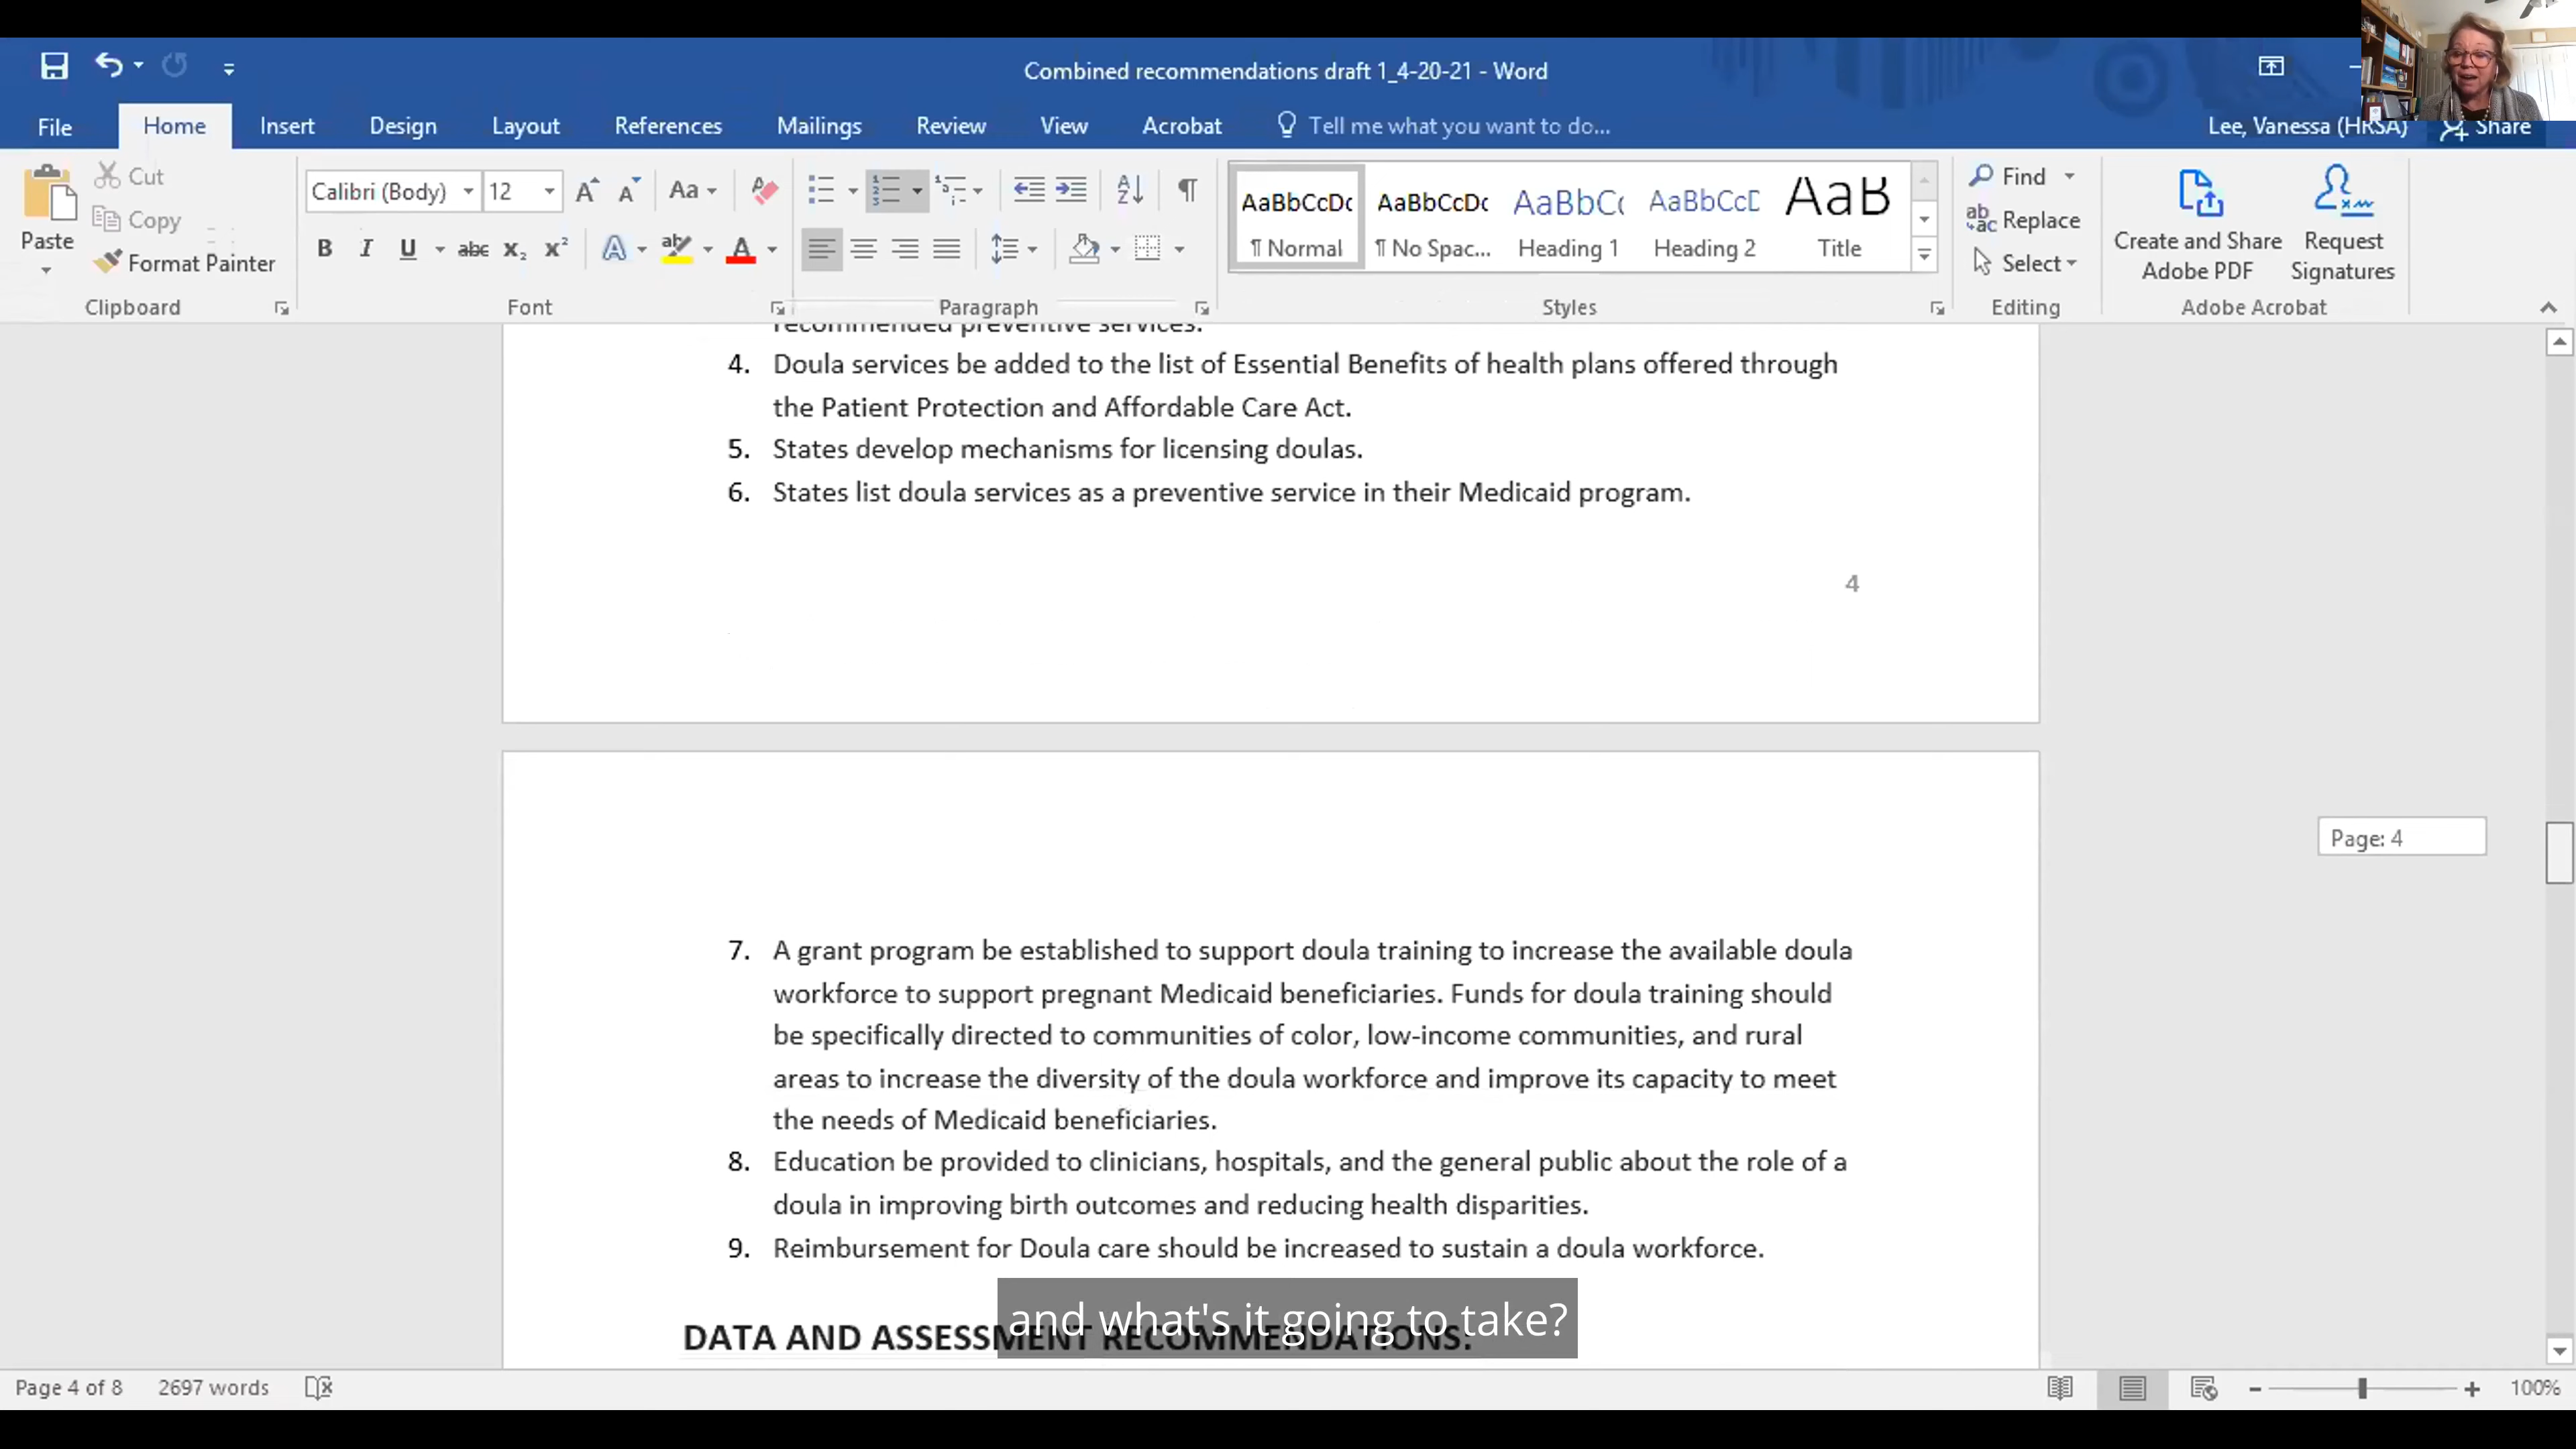 Combined recommendations draft 1_4-20-21 - Word
File Home Insert Design Layout References Mailings Review View Acrobat Tell me what you want to do... Lee, Vanessa (HRSA) Share
Paste
Cut
Copy
Format Painter
Clipboard
Calibri (Body) 12
Font
Paragraph
AaBbCcDc AaBbCcDc AaBbC AaBbCcD AaB
¶ Normal ¶ No Spac... Heading 1 Heading 2 Title
Styles
Find
Replace
Select
Editing
Create and Share
Adobe PDF
Request
Signatures
Adobe Acrobat
recommended preventive services.
4. Doula services be added to the list of Essential Benefits of health plans offered through
the Patient Protection and Affordable Care Act.
5. States develop mechanisms for licensing doulas.
6. States list doula services as a preventive service in their Medicaid program.
4
Page: 4
7. A grant program be established to support doula training to increase the available doula
workforce to support pregnant Medicaid beneficiaries. Funds for doula training should
be specifically directed to communities of color, low-income communities, and rural
areas to increase the diversity of the doula workforce and improve its capacity to meet
the needs of Medicaid beneficiaries.
8. Education be provided to clinicians, hospitals, and the general public about the role of a
doula in improving birth outcomes and reducing health disparities.
9. Reimbursement for Doula care should be increased to sustain a doula workforce.
and what's it going to take?
DATA AND ASSESSMENT RECOMMENDATIONS:
Page 4 of 8 2697 words 100%